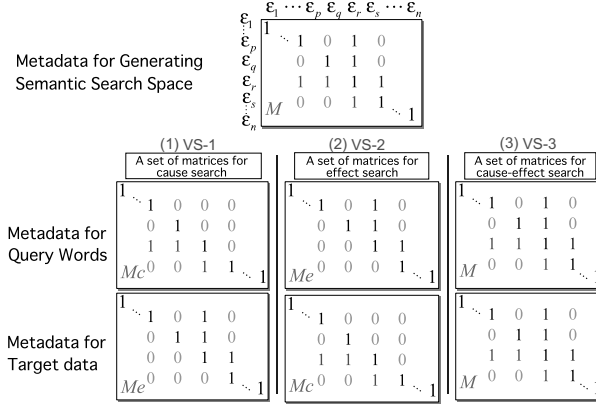 ε1 ··· εp εq εr εs ··· εn
ε1
⋮
εp
εq
εr
εs
⋮
εn
Metadata for Generating
Semantic Search Space
1
⋱ 1 0 1 0
0 1 1 0
1 1 1 1
M 0 0 1 1
⋱ 1
(1) VS-1 (2) VS-2 (3) VS-3
A set of matrices for
cause search
A set of matrices for
effect search
A set of matrices for
cause-effect search
Metadata for
Query Words
1
⋱ 1 0 0 0
0 1 0 0
1 1 1 0
Mc 0 0 1 1
⋱ 1
1
⋱ 1 0 1 0
0 1 1 0
0 0 1 1
Me 0 0 0 1
⋱ 1
1
⋱ 1 0 1 0
0 1 1 0
1 1 1 1
M 0 0 1 1
⋱ 1
Metadata for
Target data
1
⋱ 1 0 1 0
0 1 1 0
0 0 1 1
Me 0 0 0 1
⋱ 1
1
⋱ 1 0 0 0
0 1 0 0
1 1 1 0
Mc 0 0 1 1
⋱ 1
1
⋱ 1 0 1 0
0 1 1 0
1 1 1 1
M 0 0 1 1
⋱ 1